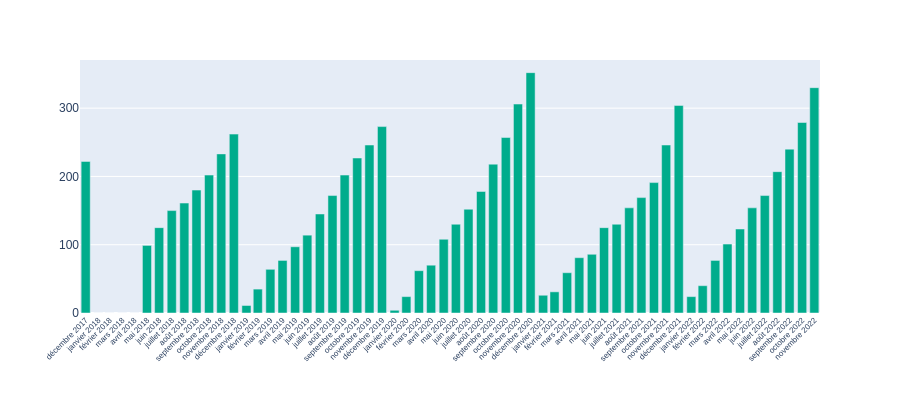 300
200
100
0
décembre 2017
janvier 2018
février 2018
mars 2018
avril 2018
mai 2018
juin 2018
juillet 2018
août 2018
septembre 2018
octobre 2018
novembre 2018
décembre 2018
janvier 2019
février 2019
mars 2019
avril 2019
mai 2019
juin 2019
juillet 2019
août 2019
septembre 2019
octobre 2019
novembre 2019
décembre 2019
janvier 2020
février 2020
mars 2020
avril 2020
mai 2020
juin 2020
juillet 2020
août 2020
septembre 2020
octobre 2020
novembre 2020
décembre 2020
janvier 2021
février 2021
mars 2021
avril 2021
mai 2021
juin 2021
juillet 2021
août 2021
septembre 2021
octobre 2021
novembre 2021
décembre 2021
janvier 2022
février 2022
mars 2022
avril 2022
mai 2022
juin 2022
juillet 2022
août 2022
septembre 2022
octobre 2022
novembre 2022